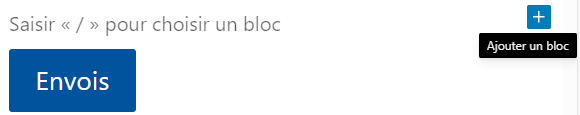 Saisir « / » pour choisir un bloc
Ajouter un bloc
Envois